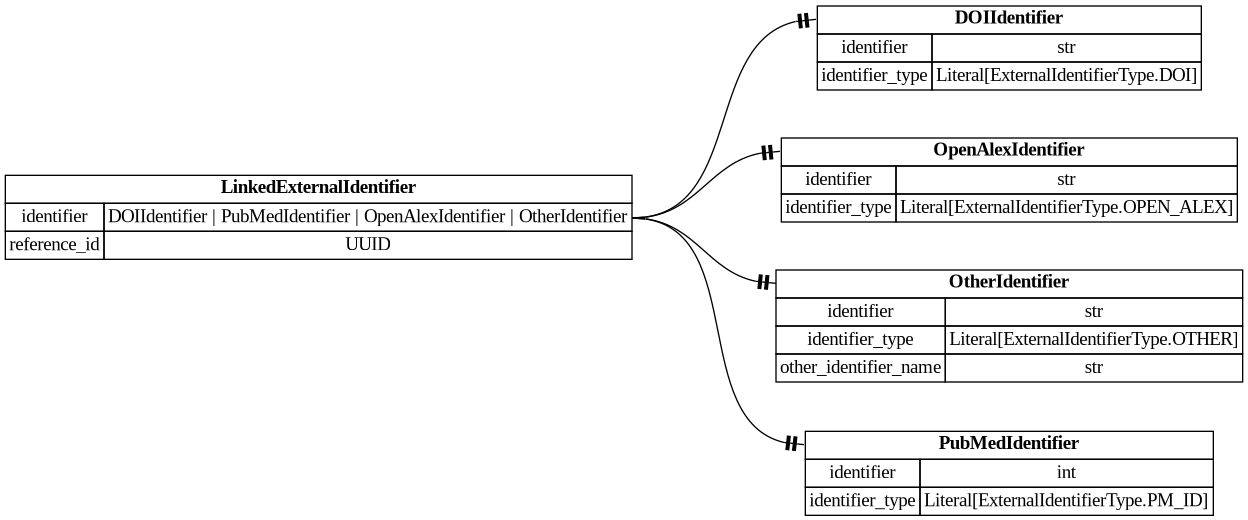 LinkedExternalIdentifier
identifier DOIIdentifier | PubMedIdentifier | OpenAlexIdentifier | OtherIdentifier
reference_id UUID
DOIIdentifier
identifier str
identifier_type Literal[ExternalIdentifierType.DOI]
OpenAlexIdentifier
identifier str
identifier_type Literal[ExternalIdentifierType.OPEN_ALEX]
OtherIdentifier
identifier str
identifier_type Literal[ExternalIdentifierType.OTHER]
other_identifier_name str
PubMedIdentifier
identifier int
identifier_type Literal[ExternalIdentifierType.PM_ID]